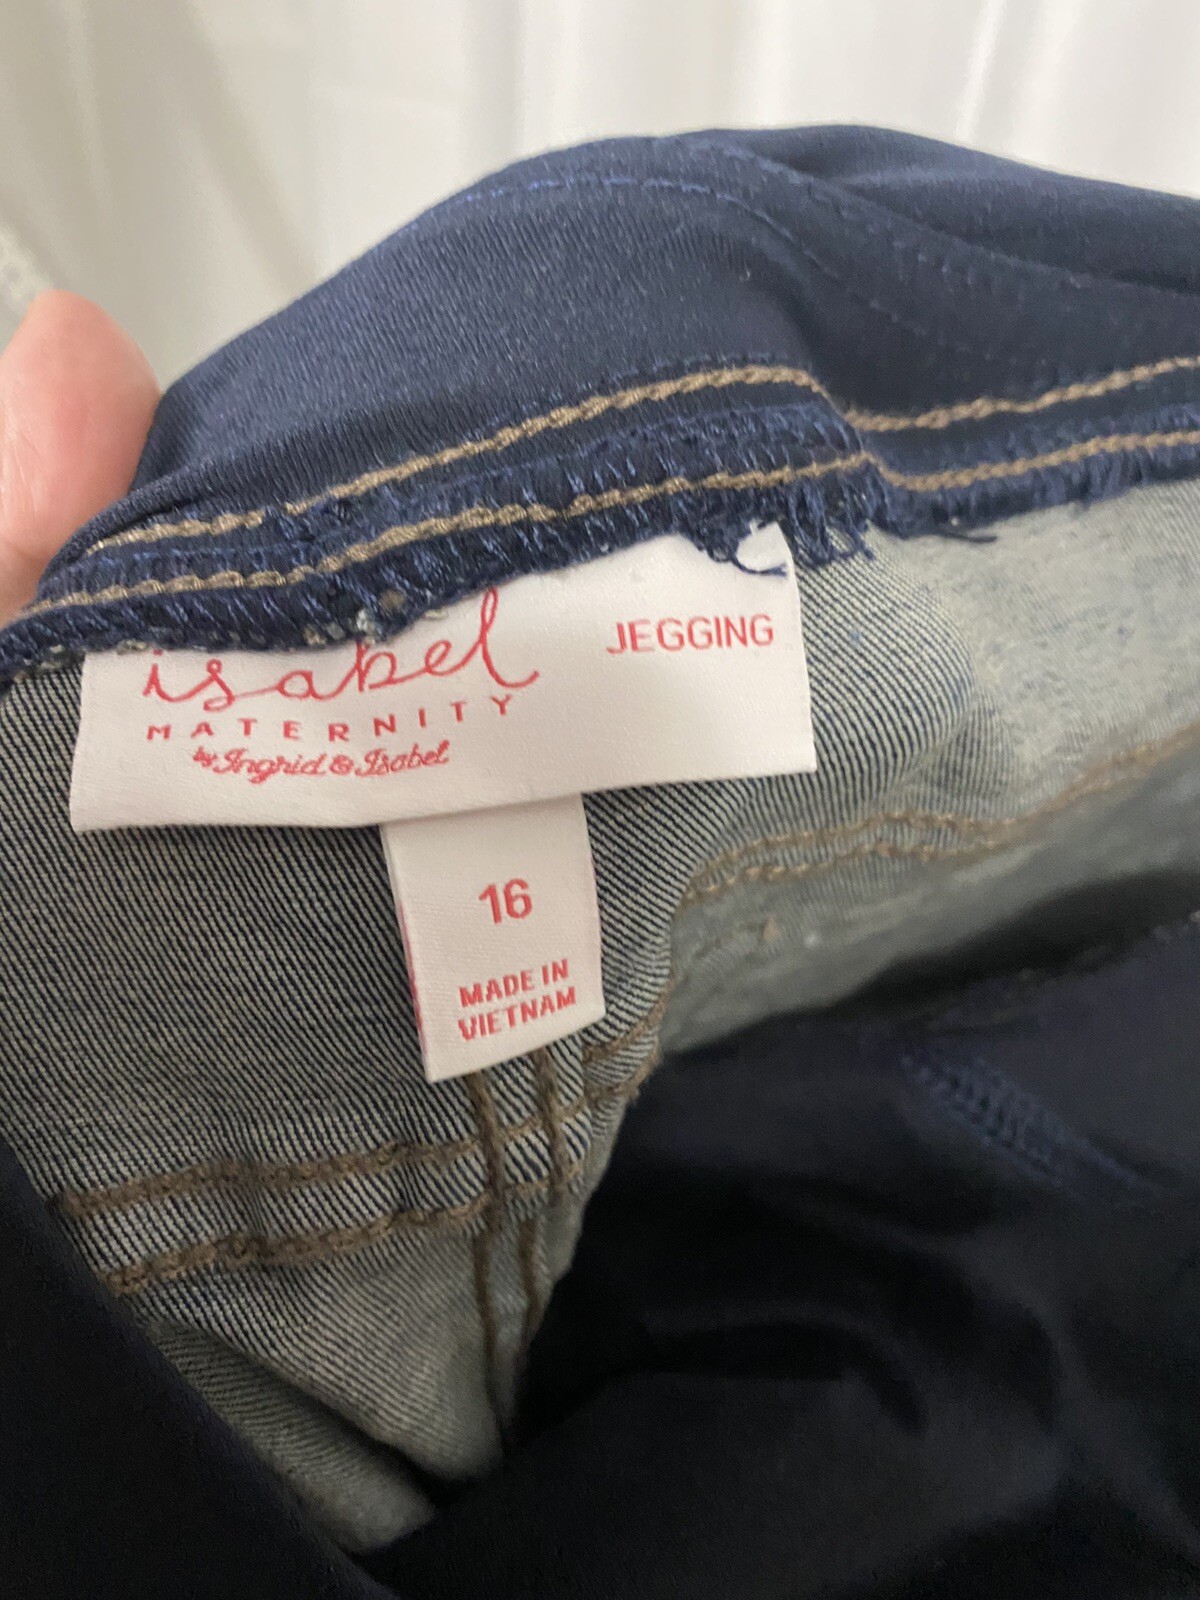 isabel
MATERNITY
by Ingrid & Isabel
JEGGING
16
MADE IN
VIETNAM